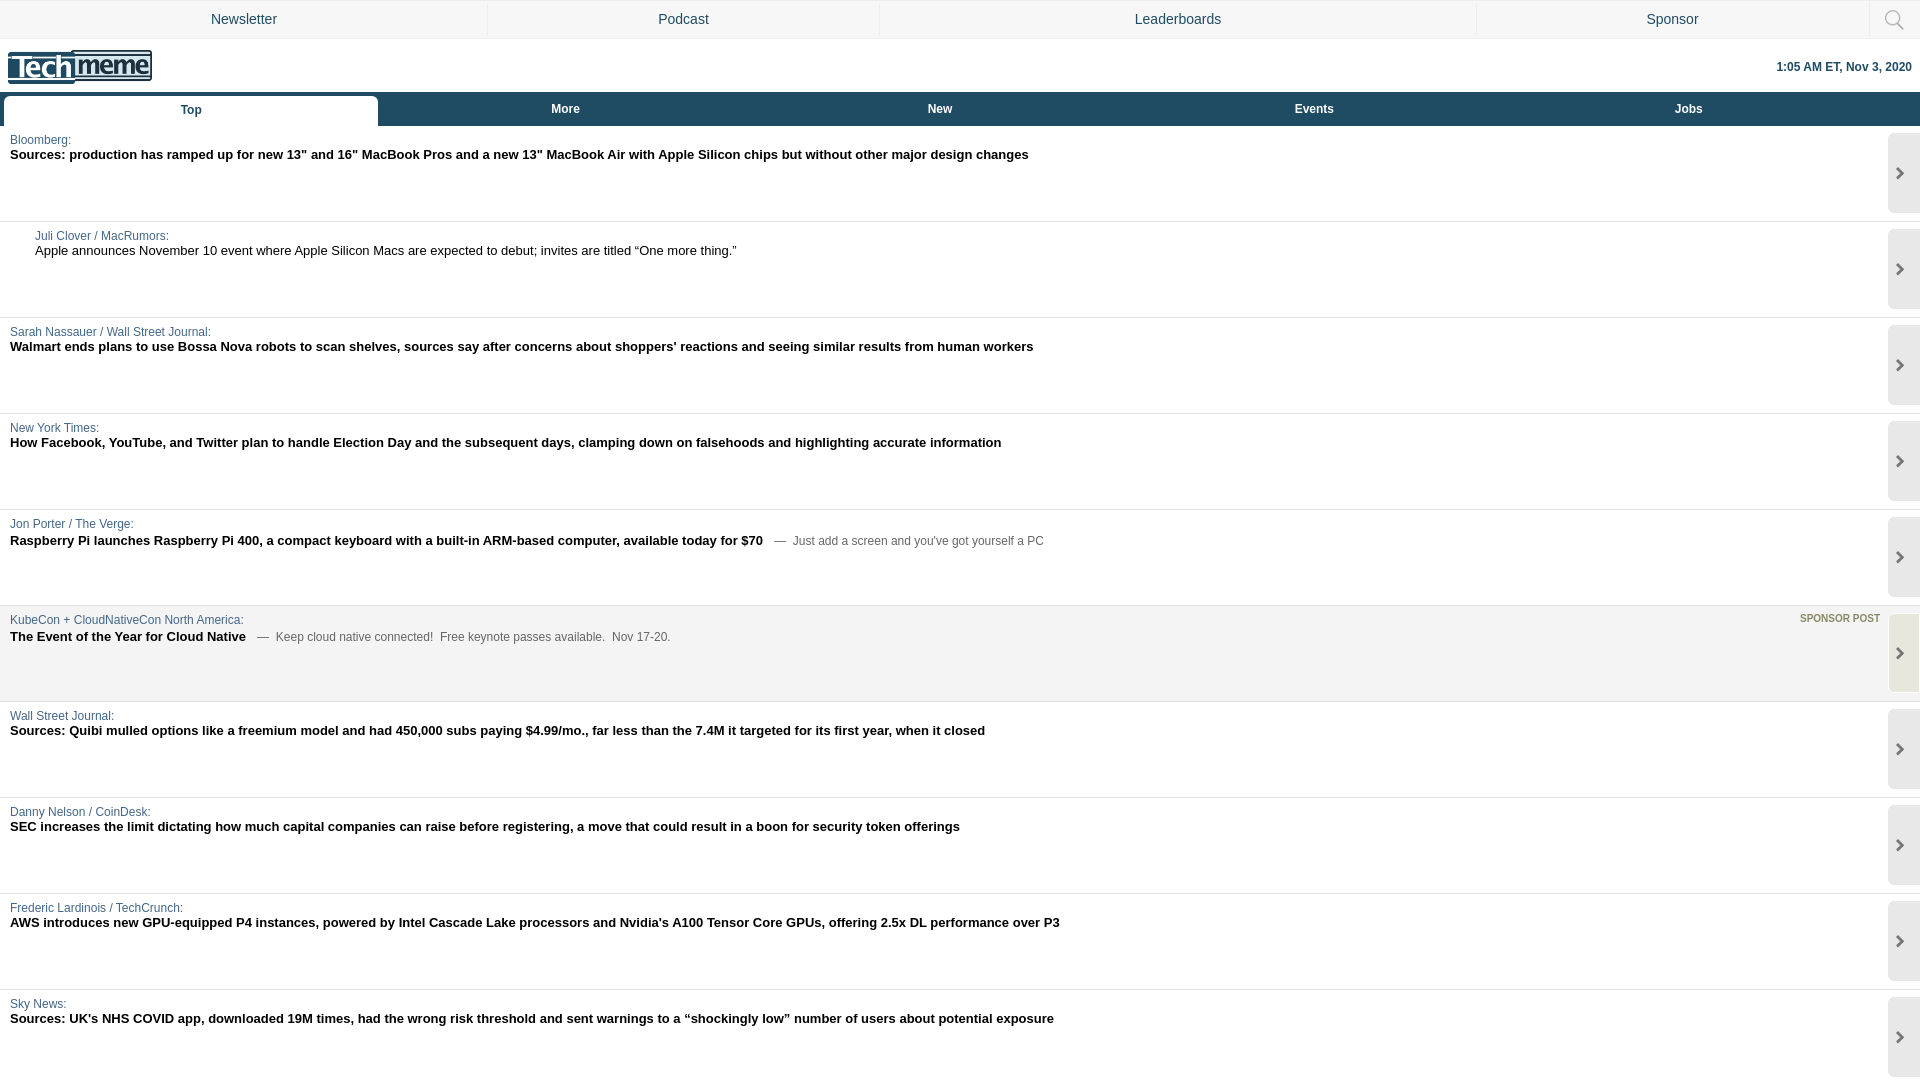 Newsletter
Podcast
Leaderboards
Sponsor
Techmeme
1:05 AM ET, Nov 3, 2020
Top
More
New
Events
Jobs
Bloomberg:
Sources: production has ramped up for new 13" and 16" MacBook Pros and a new 13" MacBook Air with Apple Silicon chips but without other major design changes
Juli Clover / MacRumors:
Apple announces November 10 event where Apple Silicon Macs are expected to debut; invites are titled “One more thing.”
Sarah Nassauer / Wall Street Journal:
Walmart ends plans to use Bossa Nova robots to scan shelves, sources say after concerns about shoppers' reactions and seeing similar results from human workers
New York Times:
How Facebook, YouTube, and Twitter plan to handle Election Day and the subsequent days, clamping down on falsehoods and highlighting accurate information
Jon Porter / The Verge:
Raspberry Pi launches Raspberry Pi 400, a compact keyboard with a built-in ARM-based computer, available today for $70 — Just add a screen and you've got yourself a PC
KubeCon + CloudNativeCon North America:
SPONSOR POST
The Event of the Year for Cloud Native — Keep cloud native connected! Free keynote passes available. Nov 17-20.
Wall Street Journal:
Sources: Quibi mulled options like a freemium model and had 450,000 subs paying $4.99/mo., far less than the 7.4M it targeted for its first year, when it closed
Danny Nelson / CoinDesk:
SEC increases the limit dictating how much capital companies can raise before registering, a move that could result in a boon for security token offerings
Frederic Lardinois / TechCrunch:
AWS introduces new GPU-equipped P4 instances, powered by Intel Cascade Lake processors and Nvidia's A100 Tensor Core GPUs, offering 2.5x DL performance over P3
Sky News:
Sources: UK's NHS COVID app, downloaded 19M times, had the wrong risk threshold and sent warnings to a “shockingly low” number of users about potential exposure